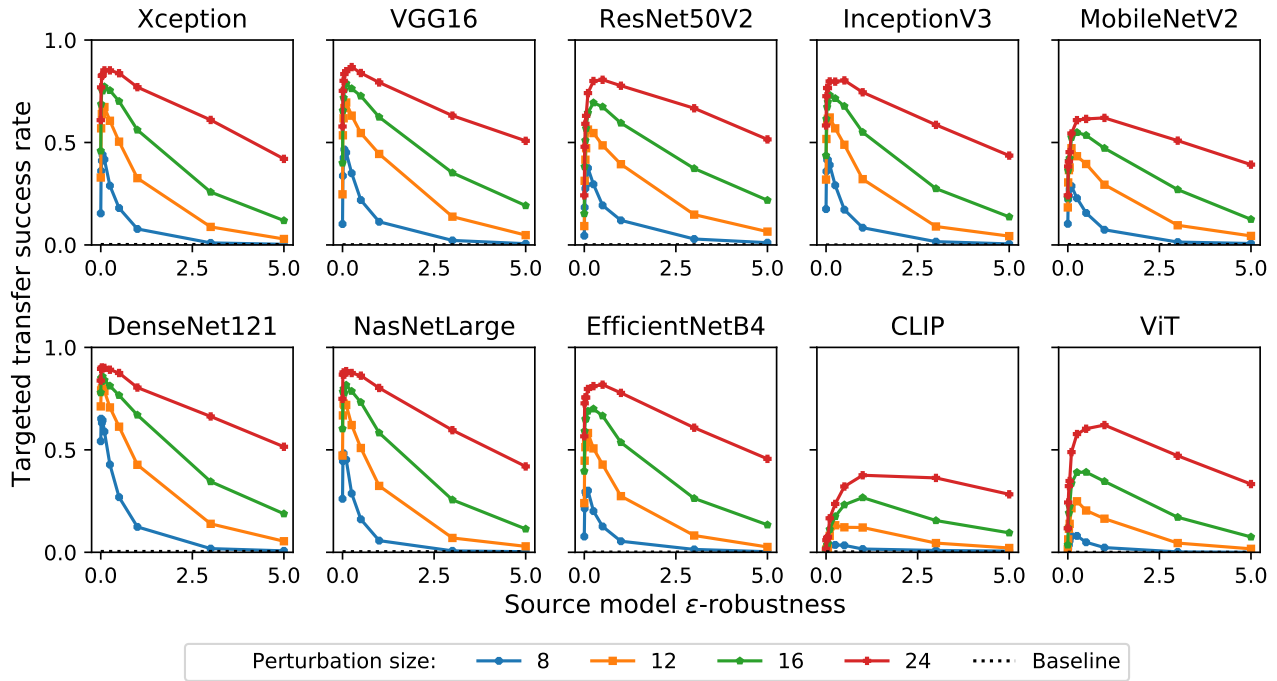 Xception VGG16 ResNet50V2 InceptionV3 MobileNetV2
1.0
0.5
0.0
0.0 2.5 5.0 0.0 2.5 5.0 0.0 2.5 5.0 0.0 2.5 5.0 0.0 2.5 5.0
Targeted transfer success rate
DenseNet121 NasNetLarge EfficientNetB4 CLIP ViT
1.0
0.5
0.0
0.0 2.5 5.0 0.0 2.5 5.0 0.0 2.5 5.0 0.0 2.5 5.0 0.0 2.5 5.0
Source model ε-robustness
Perturbation size: 8 12 16 24 Baseline